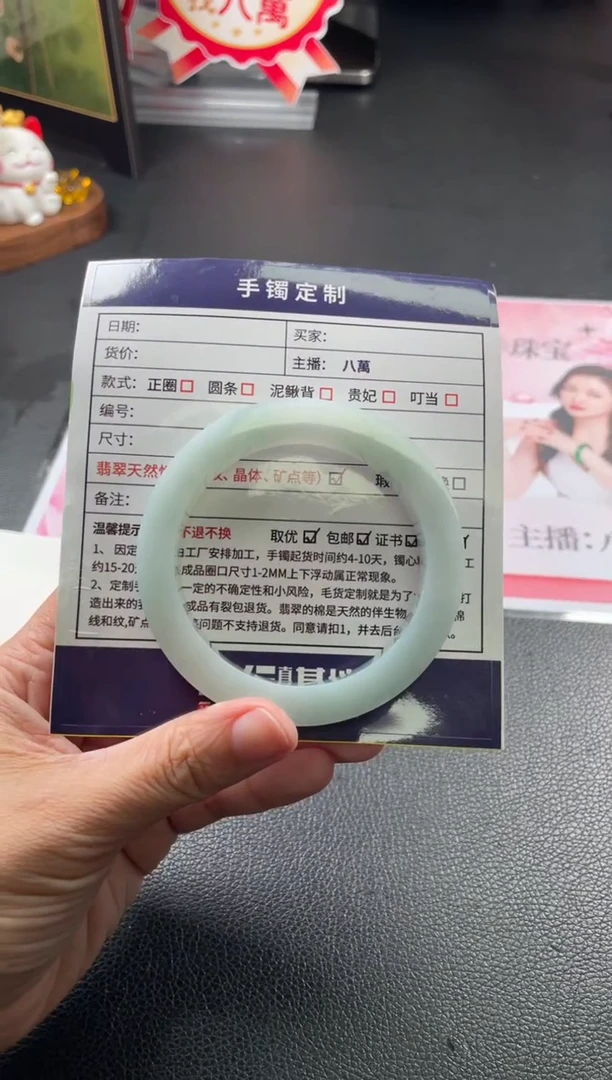 八萬
手镯定制
日期：
买家：
货价：
主播： 八萬
款式：正圈□ 圆条□ 泥鳅背□ 贵妃□ 叮当□
编号：
尺寸：
翡翠天然 、晶体、矿点等）☑ 瑕 □
备注：
温馨提示 不退不换 取优☑ 包邮☑ 证书☑
1、因定 由工厂安排加工，手镯起货时间约4-10天，镯心 工
约15-20 成品圈口尺寸1-2MM上下浮动属正常现象。
2、定制手 一定的不确定性和小风险，毛货定制就是为了 打
造出来的 成品有裂包退货。翡翠的棉是天然的伴生物 棉
线和纹,矿点 问题不支持退货。同意请扣1，并去后台
珠宝
主播：